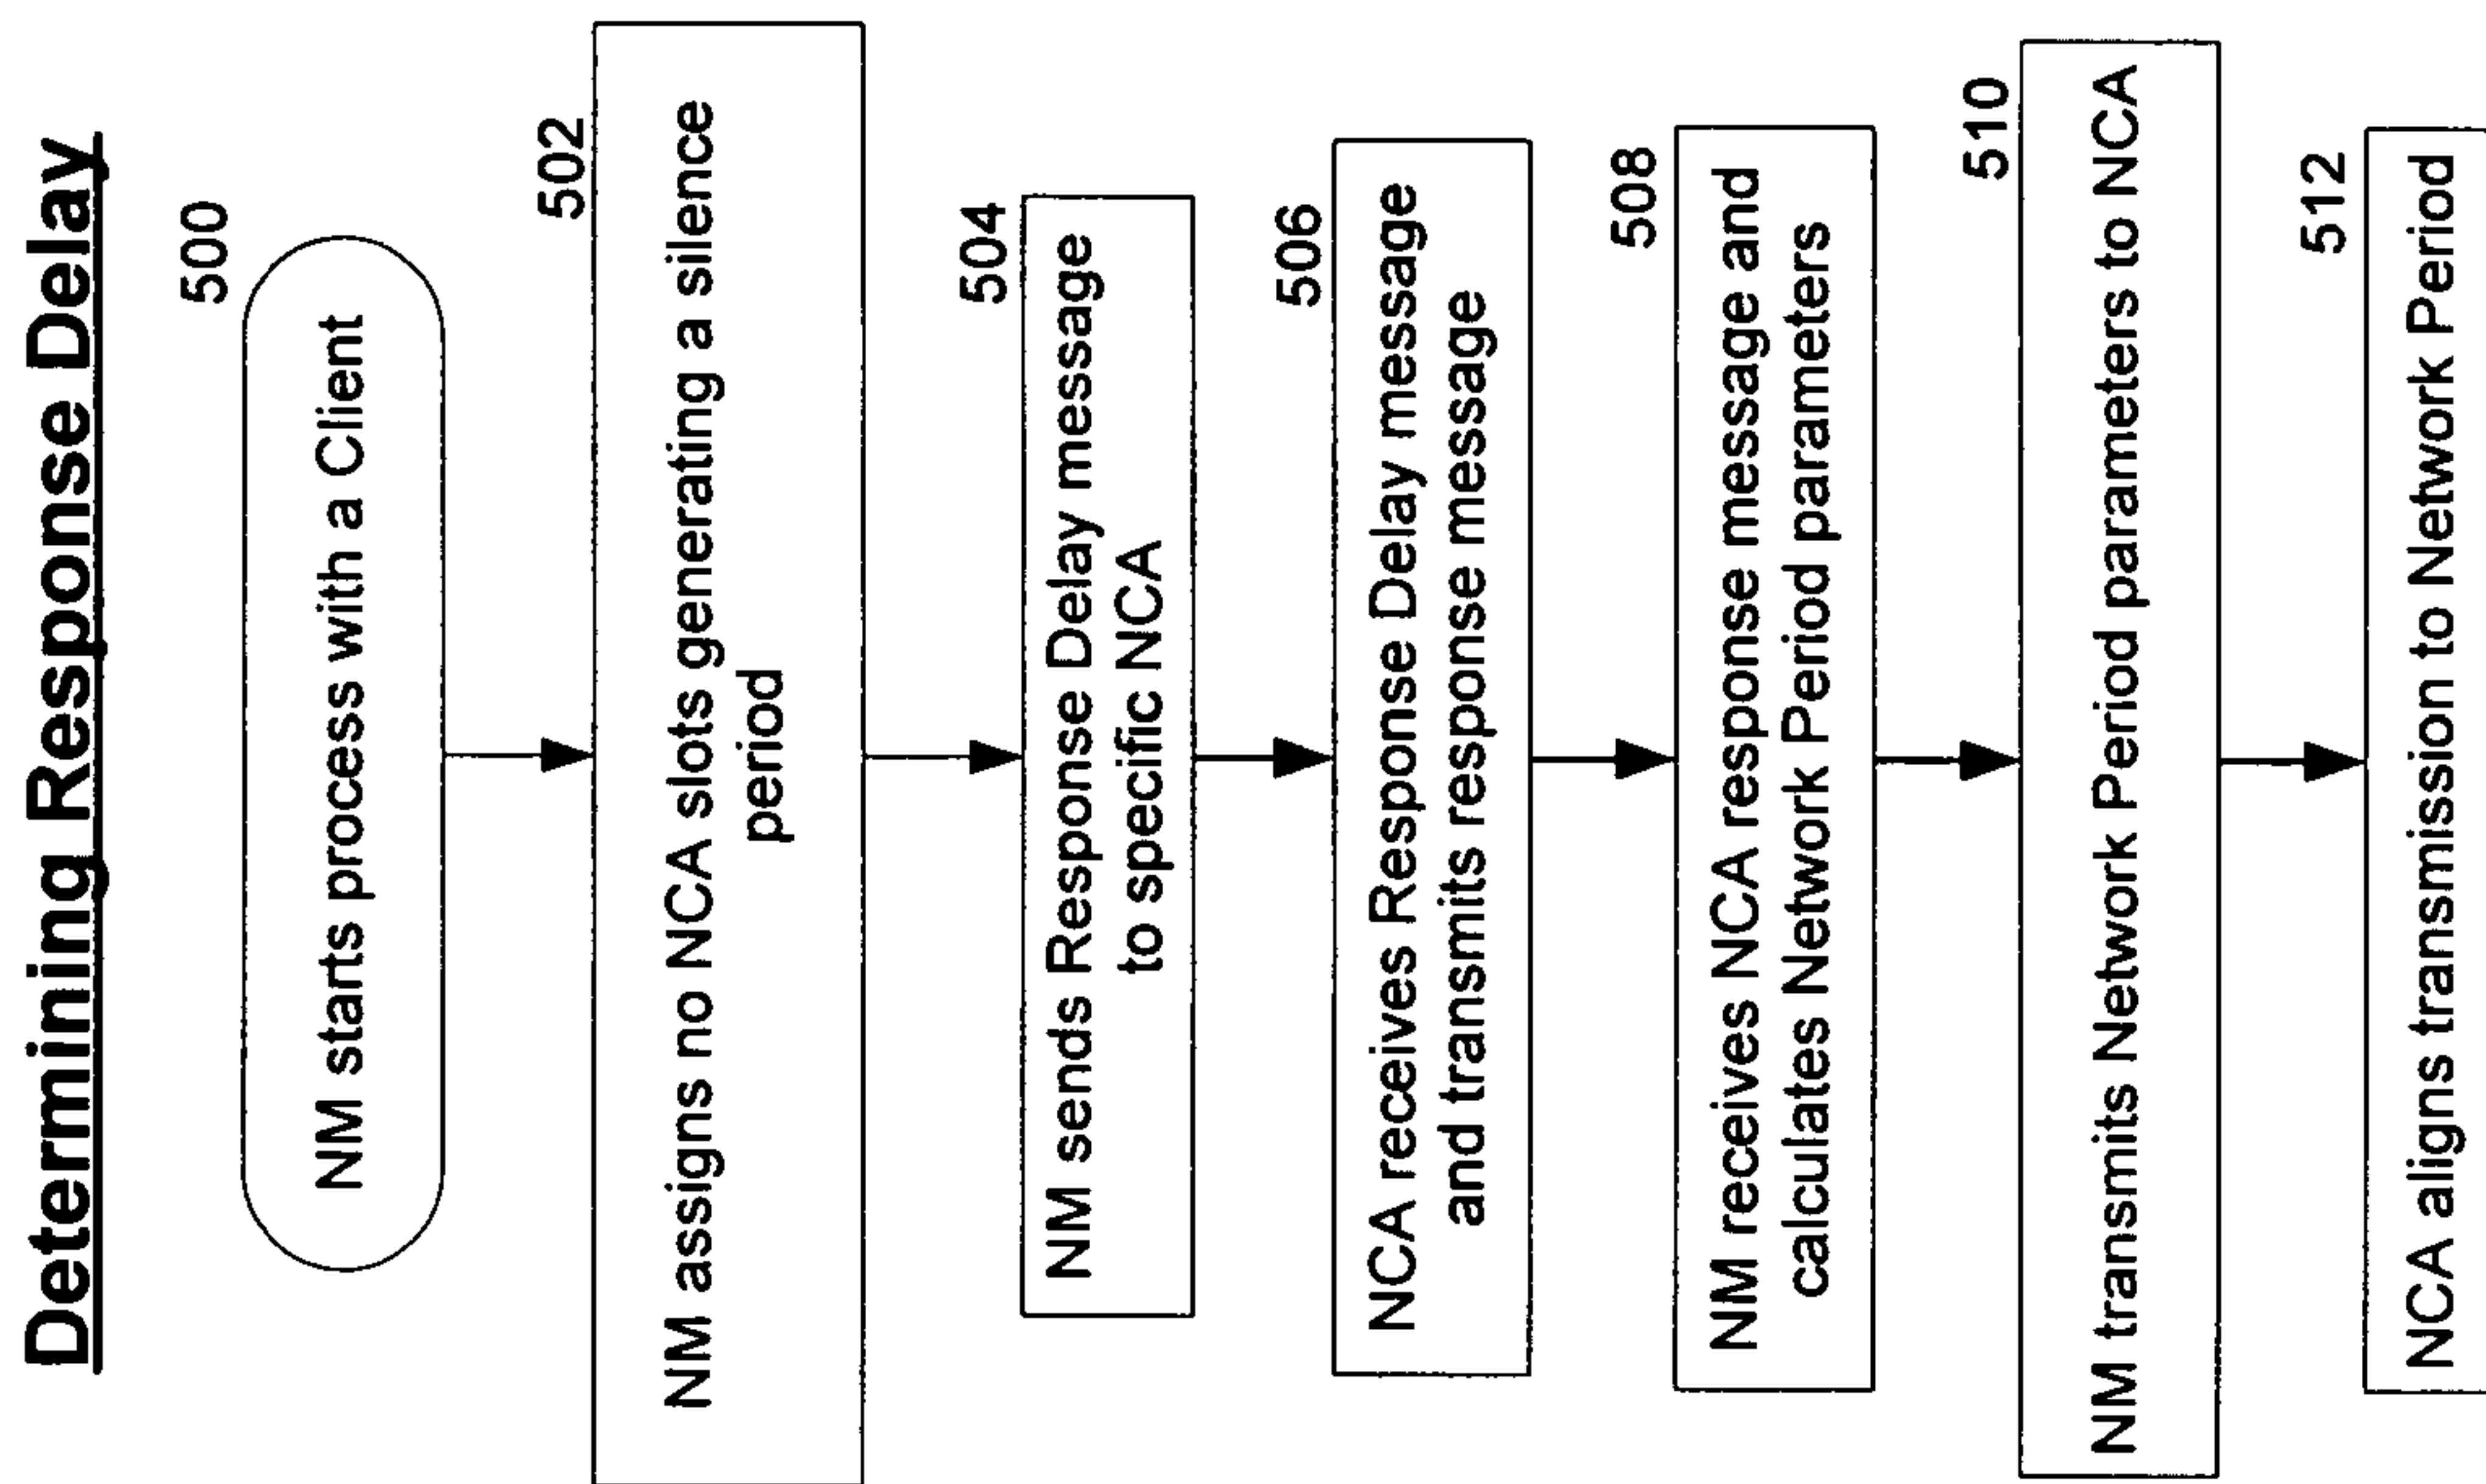 Determining Response Delay
500
NM starts process with a Client
502
NM assigns no NCA slots generating a silence
period
504
NM sends Response Delay message
to specific NCA
506
NCA receives Response Delay message
and transmits response message
508
NM receives NCA response message and
calculates Network Period parameters
510
NM transmits Network Period parameters to NCA
512
NCA aligns transmission to Network Period